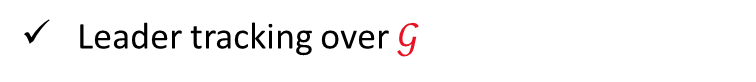 ✓ Leader tracking over 𝒢